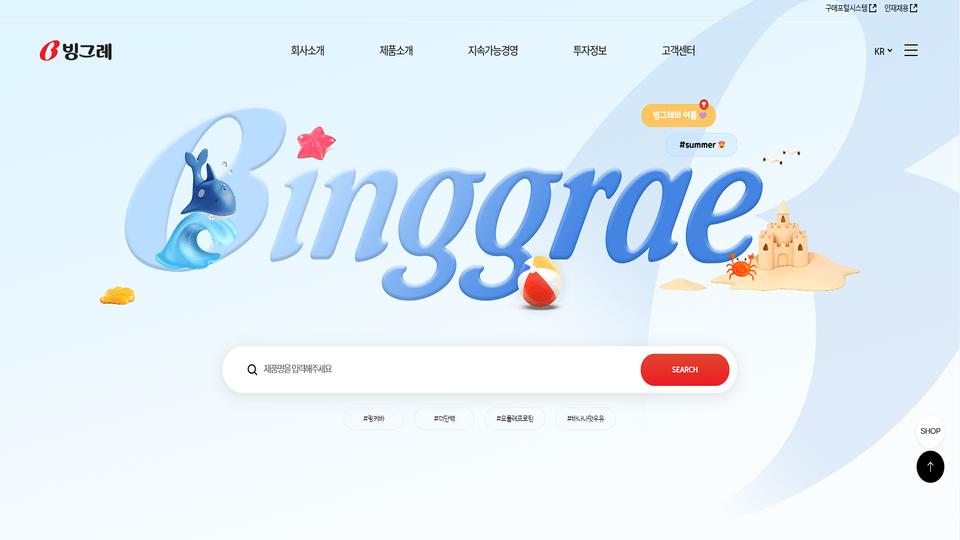 구매포털시스템
인재채용
빙그레
회사소개
제품소개
지속가능경영
투자정보
고객센터
KR
빙그레의 여름
#summer
Binggrae
제품명을 입력해주세요
SEARCH
#링키바
#더단백
#요플레프로틴
#바나나맛우유
SHOP